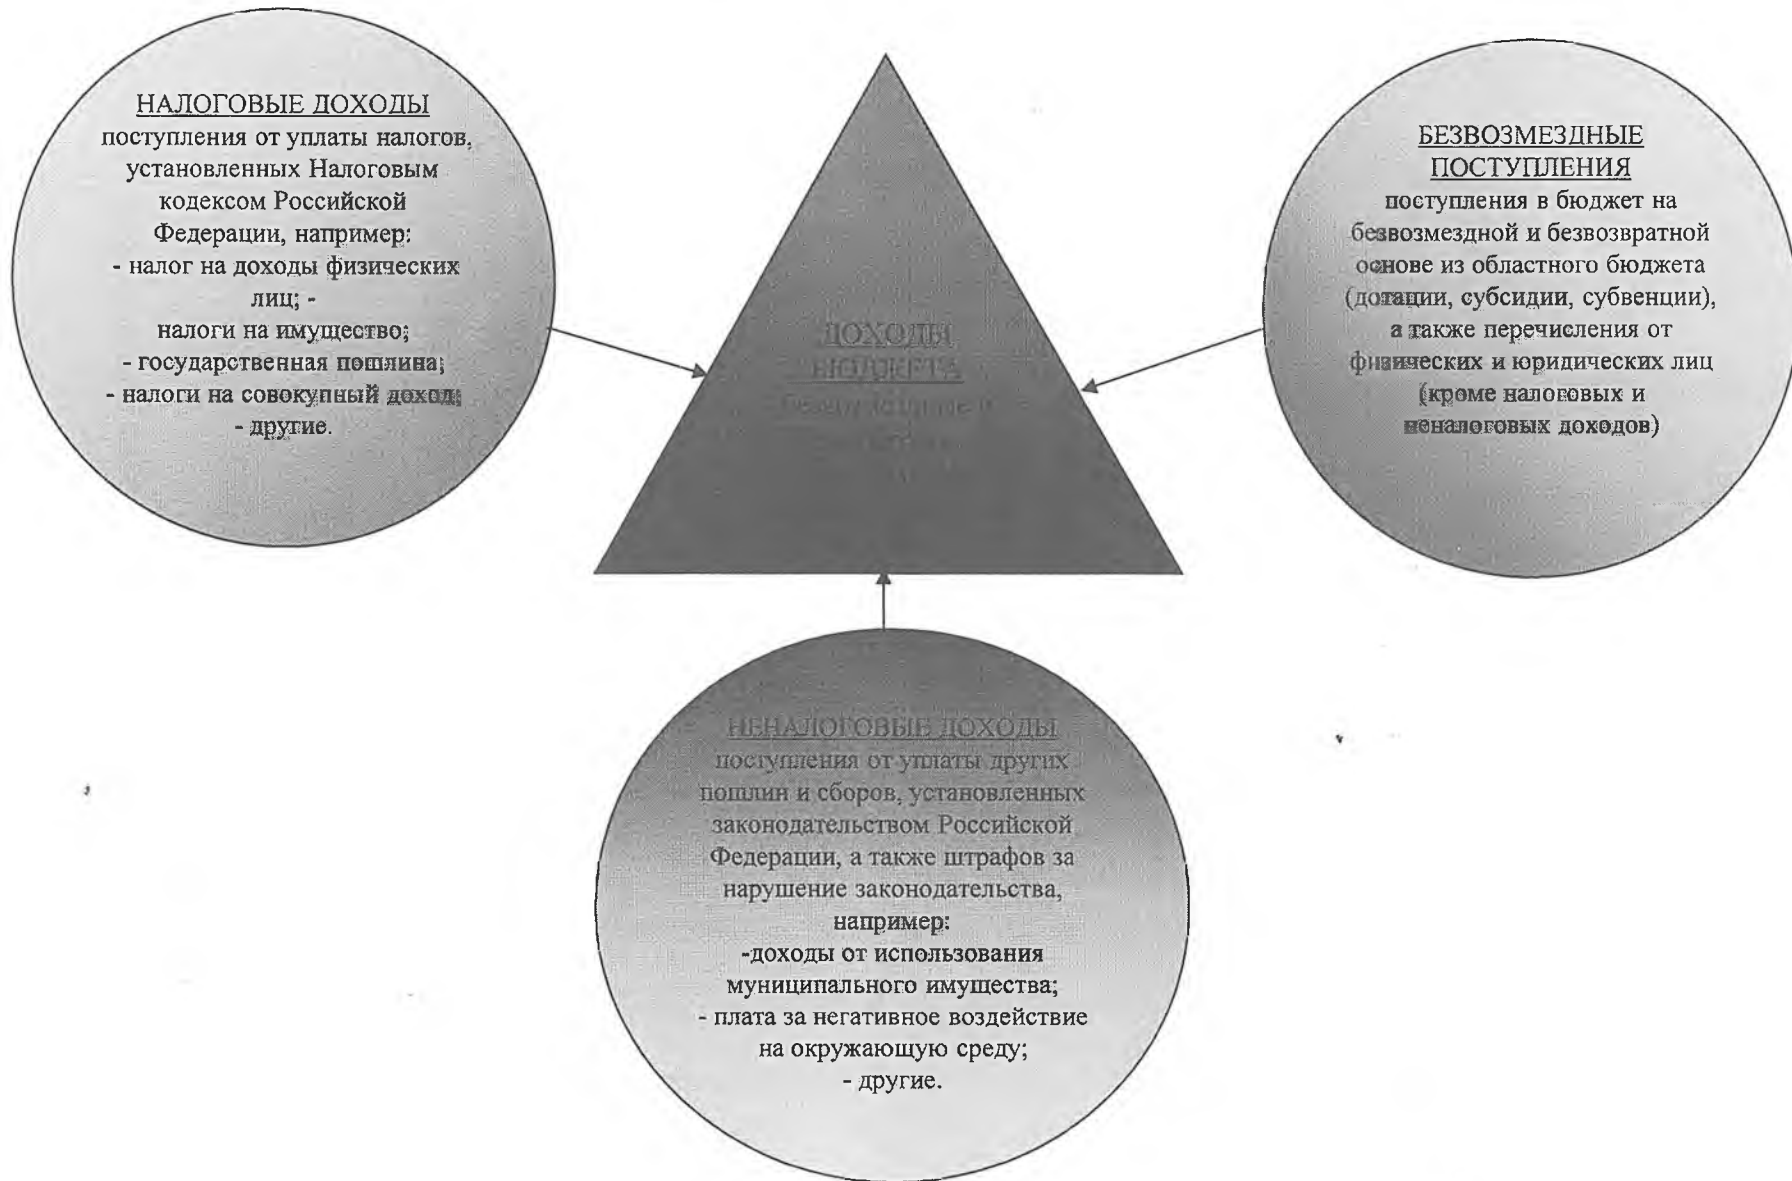 НАЛОГОВЫЕ ДОХОДЫ
поступления от уплаты налогов,
установленных Налоговым
кодексом Российской
Федерации, например:
- налог на доходы физических
лиц; -
налоги на имущество;
- государственная пошлина;
- налоги на совокупный доход;
- другие.
ДОХОДЫ
БЮДЖЕТА
БЕЗВОЗМЕЗДНЫЕ
ПОСТУПЛЕНИЯ
поступления в бюджет на
безвозмездной и безвозвратной
основе из областного бюджета
(дотации, субсидии, субвенции),
а также перечисления от
физических и юридических лиц
(кроме налоговых и
неналоговых доходов)
НЕНАЛОГОВЫЕ ДОХОДЫ
поступления от уплаты других
пошлин и сборов, установленных
законодательством Российской
Федерации, а также штрафов за
нарушение законодательства,
например:
-доходы от использования
муниципального имущества;
- плата за негативное воздействие
на окружающую среду;
- другие.